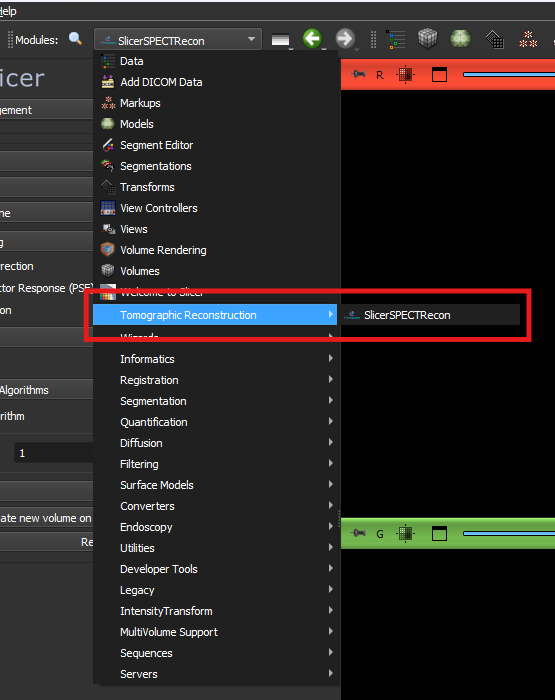 elp
Modules: SlicerSPECTRecon
icer
gement
ne
g
rection
ctor Response (PSF)
on
Algorithms
rithm
1
ate new volume on
Re
Data
Add DICOM Data
Markups
Models
Segment Editor
Segmentations
Transforms
View Controllers
Views
Volume Rendering
Volumes
Welcome to Slicer
Tomographic Reconstruction
SlicerSPECTRecon
Wizards
Informatics
Registration
Segmentation
Quantification
Diffusion
Filtering
Surface Models
Converters
Endoscopy
Utilities
Developer Tools
Legacy
IntensityTransform
MultiVolume Support
Sequences
Servers
R
G